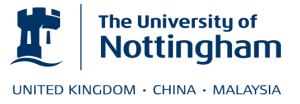 The University of
Nottingham
UNITED KINGDOM · CHINA · MALAYSIA